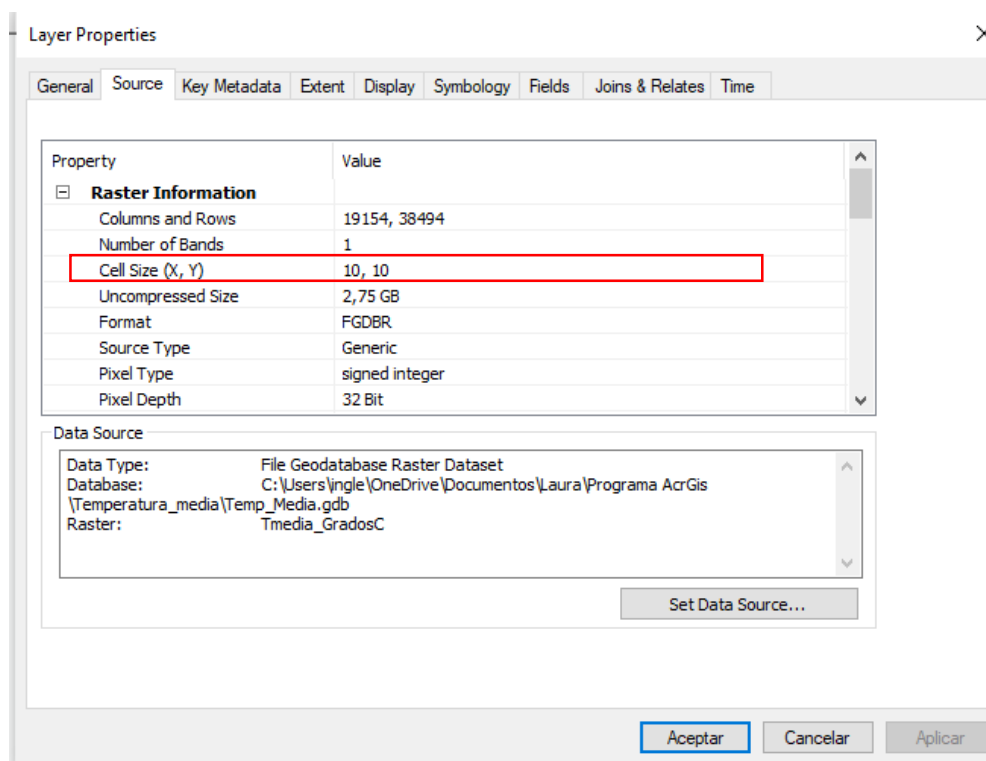 Layer Properties
General Source Key Metadata Extent Display Symbology Fields Joins & Relates Time
Property Value
Raster Information
Columns and Rows 19154, 38494
Number of Bands 1
Cell Size (X, Y) 10, 10
Uncompressed Size 2,75 GB
Format FGDBR
Source Type Generic
Pixel Type signed integer
Pixel Depth 32 Bit
Data Source
Data Type: File Geodatabase Raster Dataset
Database: C:\Users\ingle\OneDrive\Documentos\Laura\Programa AcrGis
\Temperatura_media\Temp_Media.gdb
Raster: Tmedia_GradosC
Set Data Source...
Aceptar Cancelar Aplicar